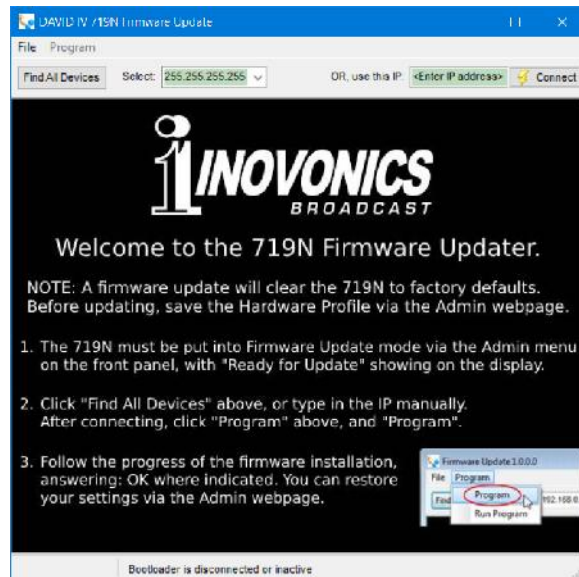 DAVID IV 719N Firmware Update
File Program
Find All Devices Select: 255.255.255.255 OR, use this IP: <Enter IP address> Connect
INOVONICS
BROADCAST
Welcome to the 719N Firmware Updater.
NOTE: A firmware update will clear the 719N to factory defaults.
Before updating, save the Hardware Profile via the Admin webpage.
1. The 719N must be put into Firmware Update mode via the Admin menu
on the front panel, with "Ready for Update" showing on the display.
2. Click "Find All Devices" above, or type in the IP manually.
After connecting, click "Program" above, and "Program".
3. Follow the progress of the firmware installation,
answering: OK where indicated. You can restore
your settings via the Admin webpage.
Firmware Update 1.0.0.0
File Program
Program
Run Program
Bootloader is disconnected or inactive